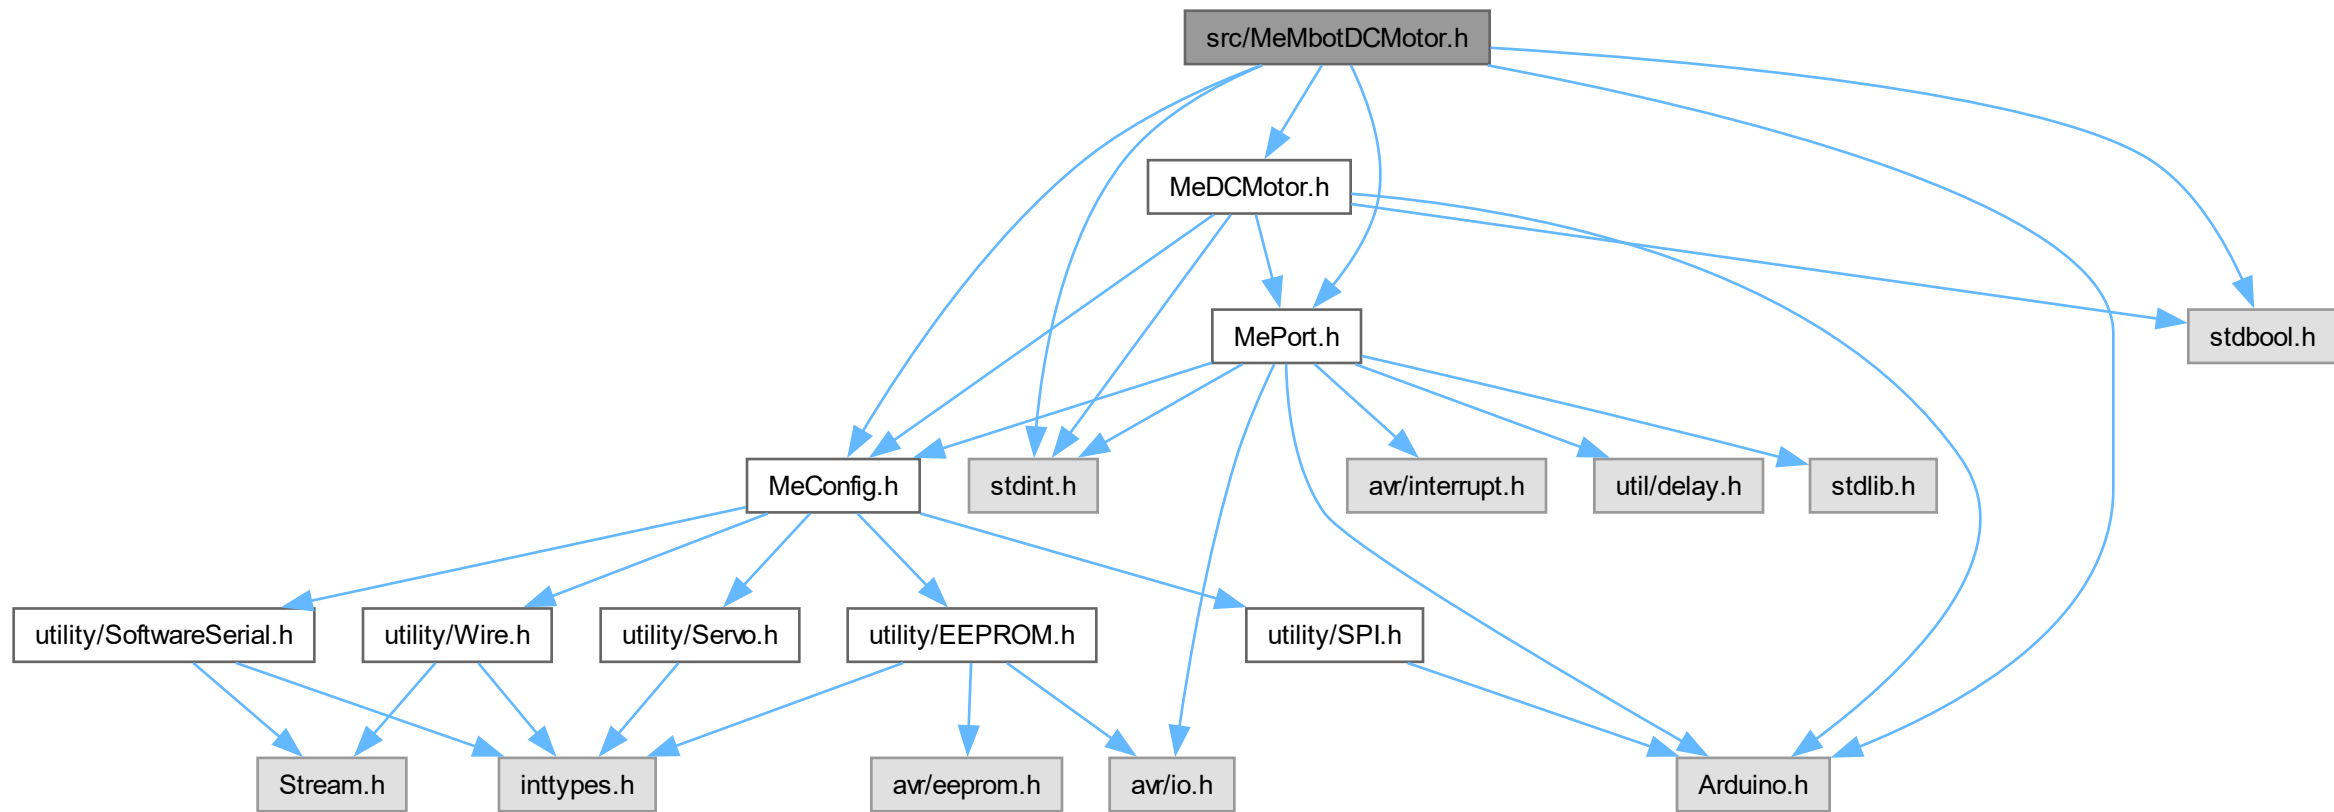 src/MeMbotDCMotor.h
MeDCMotor.h
MePort.h
stdbool.h
MeConfig.h
stdint.h
avr/interrupt.h
util/delay.h
stdlib.h
utility/SoftwareSerial.h
utility/Wire.h
utility/Servo.h
utility/EEPROM.h
utility/SPI.h
Stream.h
inttypes.h
avr/eeprom.h
avr/io.h
Arduino.h